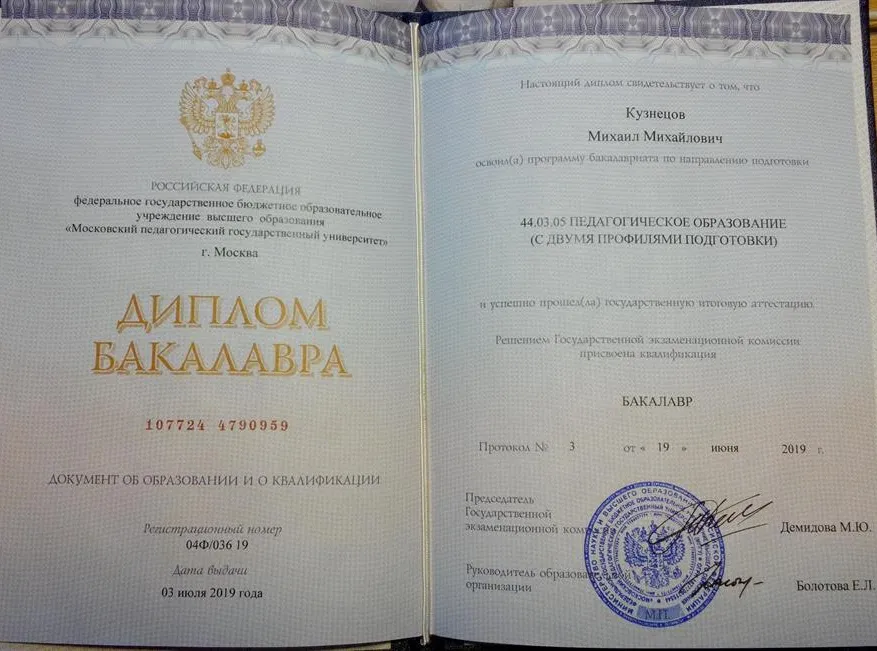 РОССИЙСКАЯ ФЕДЕРАЦИЯ
федеральное государственное бюджетное образовательное
учреждение высшего образования
«Московский педагогический государственный университет»
г. Москва
ДИПЛОМ
БАКАЛАВРА
107724 4790959
ДОКУМЕНТ ОБ ОБРАЗОВАНИИ И О КВАЛИФИКАЦИИ
Регистрационный номер
04Ф/036 19
Дата выдачи
03 июля 2019 года
Настоящий диплом свидетельствует о том, что
Кузнецов
Михаил Михайлович
освоил(а) программу бакалавриата по направлению подготовки
44.03.05 ПЕДАГОГИЧЕСКОЕ ОБРАЗОВАНИЕ
(С ДВУМЯ ПРОФИЛЯМИ ПОДГОТОВКИ)
и успешно прошел(ла) государственную итоговую аттестацию.
Решением Государственной экзаменационной комиссии
присвоена квалификация
БАКАЛАВР
Протокол № 3 от « 19 » июня 2019 г.
Председатель
Государственной
экзаменационной
Демидова М.Ю.
Руководитель
организации
Болотова Е.Л.
М.П.